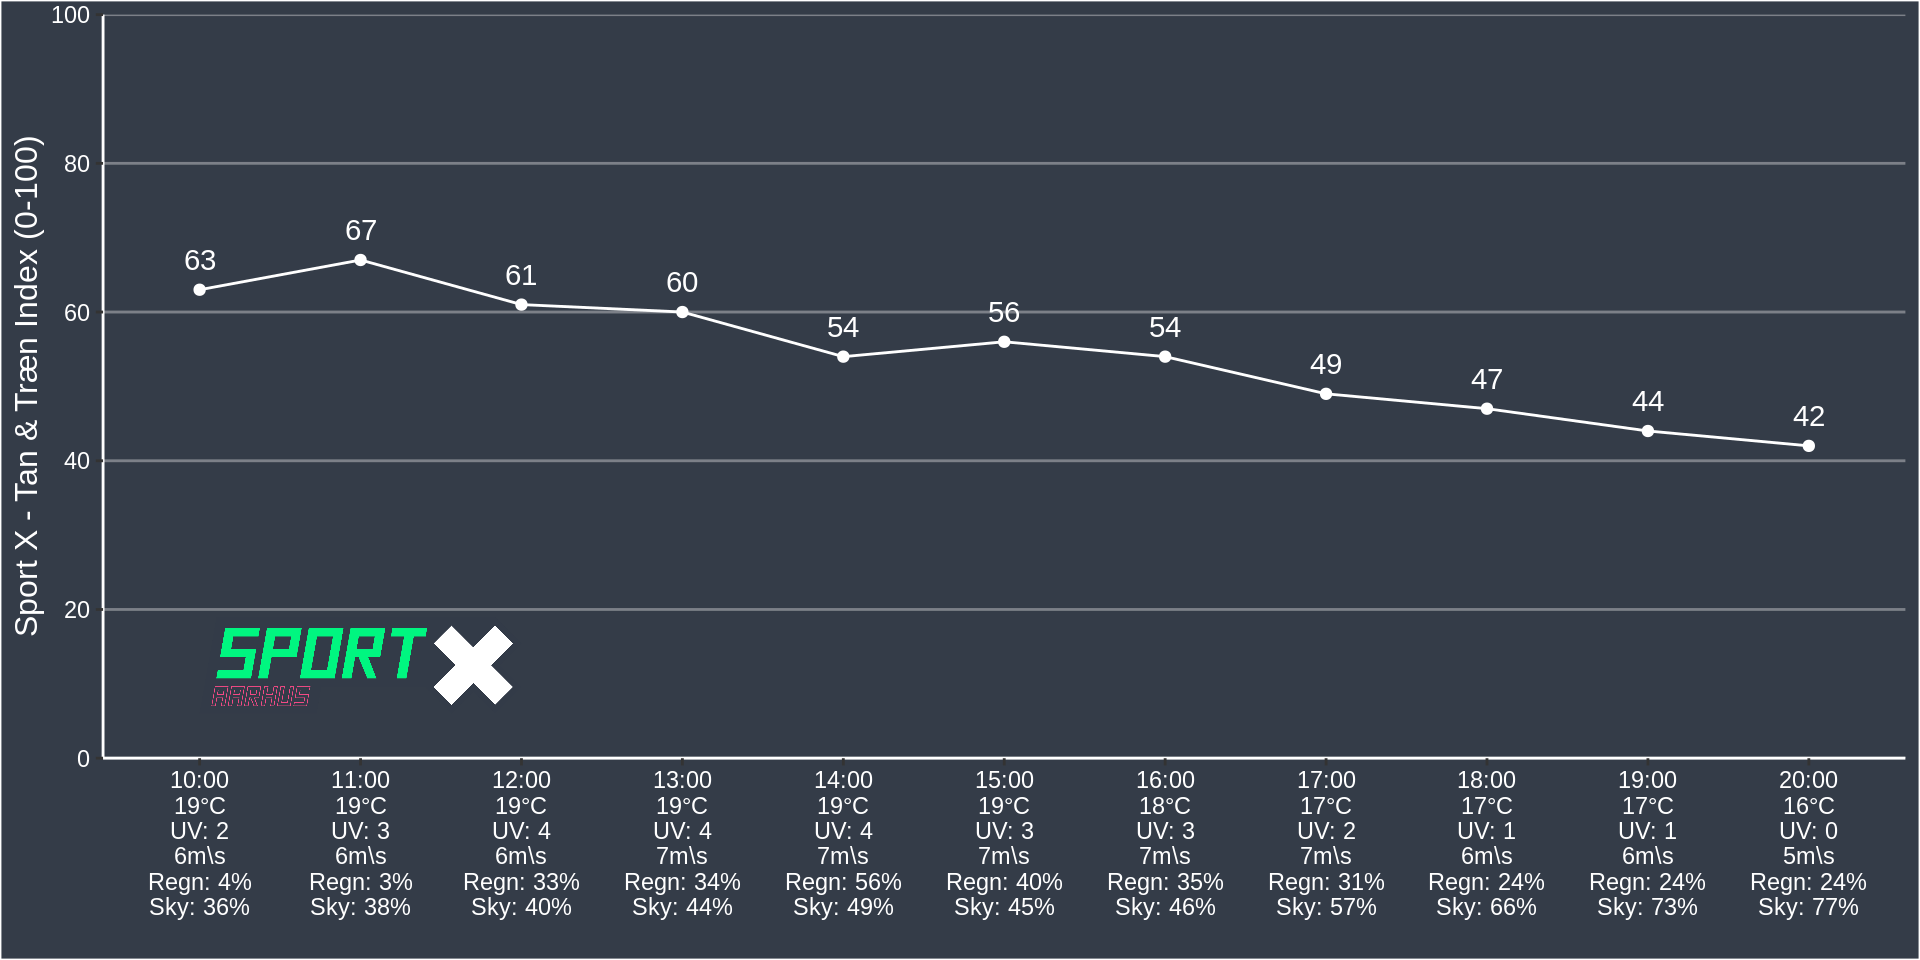 Sport X - Tan & Træn Index (0-100)
100
80
60
40
20
0
63
67
61
60
54
56
54
49
47
44
42
SPORT X
AARHUS
10:00 11:00 12:00 13:00 14:00 15:00 16:00 17:00 18:00 19:00 20:00
19°C 19°C 19°C 19°C 19°C 19°C 18°C 17°C 17°C 17°C 16°C
UV: 2 UV: 3 UV: 4 UV: 4 UV: 4 UV: 3 UV: 3 UV: 2 UV: 1 UV: 1 UV: 0
6m\s 6m\s 6m\s 7m\s 7m\s 7m\s 7m\s 7m\s 6m\s 6m\s 5m\s
Regn: 4% Regn: 3% Regn: 33% Regn: 34% Regn: 56% Regn: 40% Regn: 35% Regn: 31% Regn: 24% Regn: 24% Regn: 24%
Sky: 36% Sky: 38% Sky: 40% Sky: 44% Sky: 49% Sky: 45% Sky: 46% Sky: 57% Sky: 66% Sky: 73% Sky: 77%